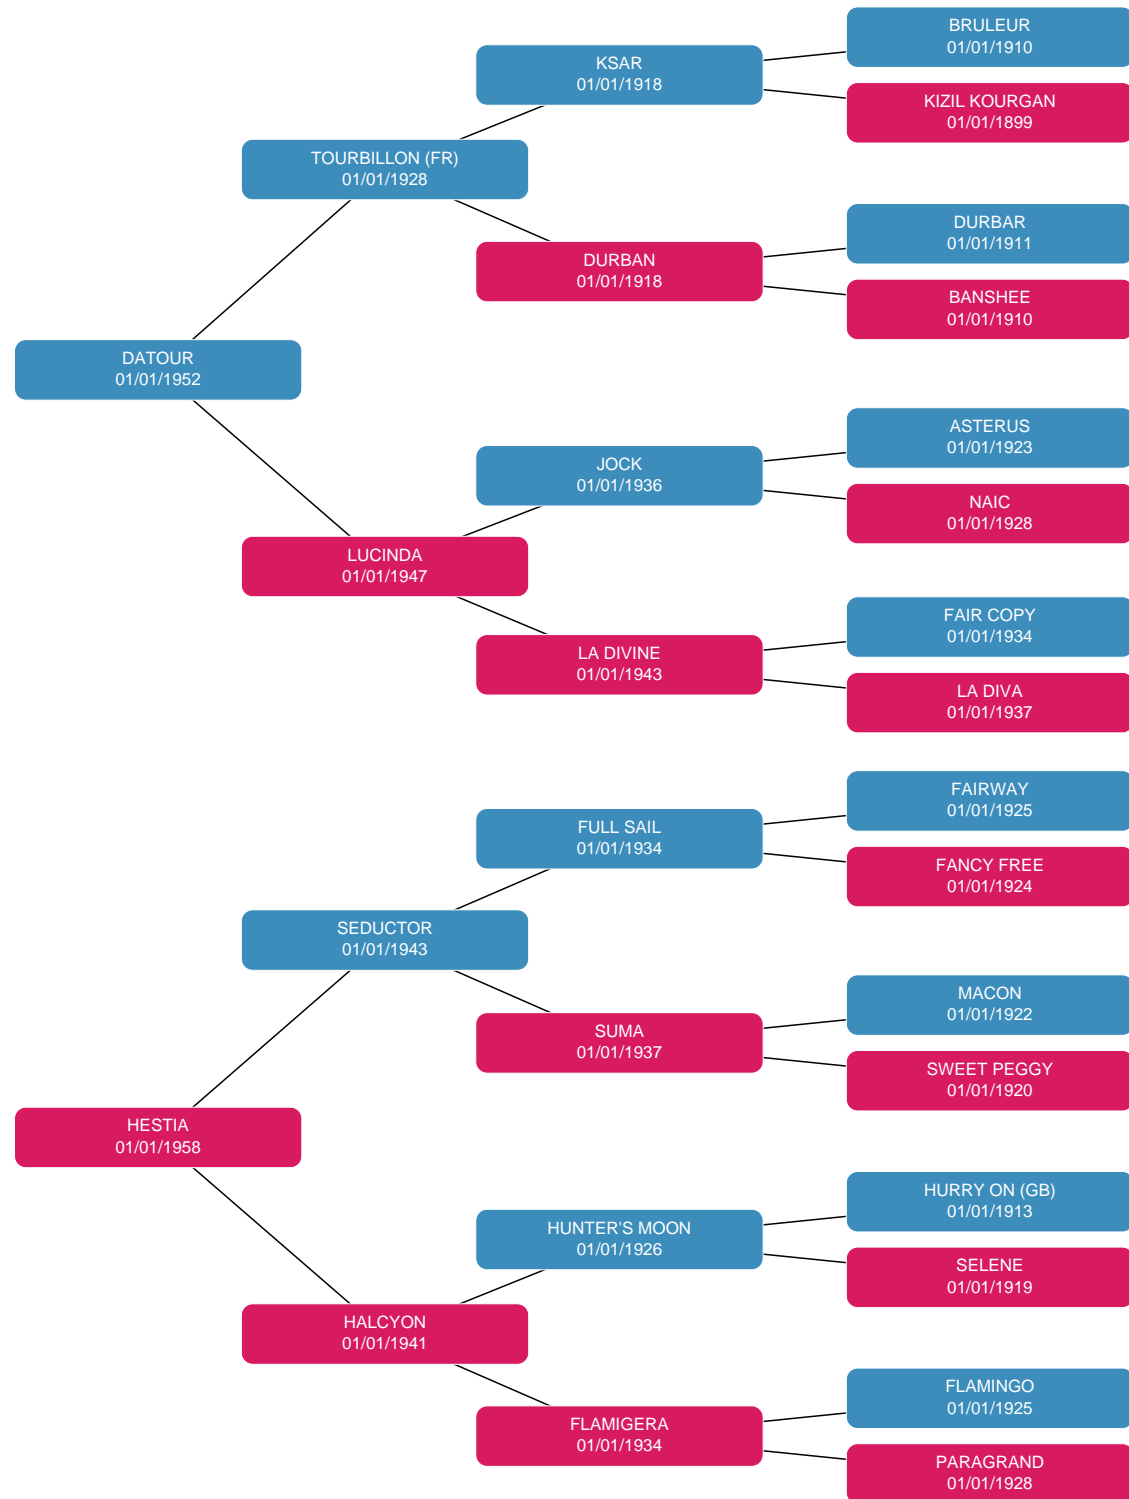 BRULEUR
01/01/1910
KSAR
01/01/1918
KIZIL KOURGAN
01/01/1899
TOURBILLON (FR)
01/01/1928
DURBAR
01/01/1911
DURBAN
01/01/1918
BANSHEE
01/01/1910
DATOUR
01/01/1952
ASTERUS
01/01/1923
JOCK
01/01/1936
NAIC
01/01/1928
LUCINDA
01/01/1947
FAIR COPY
01/01/1934
LA DIVINE
01/01/1943
LA DIVA
01/01/1937
FAIRWAY
01/01/1925
FULL SAIL
01/01/1934
FANCY FREE
01/01/1924
SEDUCTOR
01/01/1943
MACON
01/01/1922
SUMA
01/01/1937
SWEET PEGGY
01/01/1920
HESTIA
01/01/1958
HURRY ON (GB)
01/01/1913
HUNTER'S MOON
01/01/1926
SELENE
01/01/1919
HALCYON
01/01/1941
FLAMINGO
01/01/1925
FLAMIGERA
01/01/1934
PARAGRAND
01/01/1928